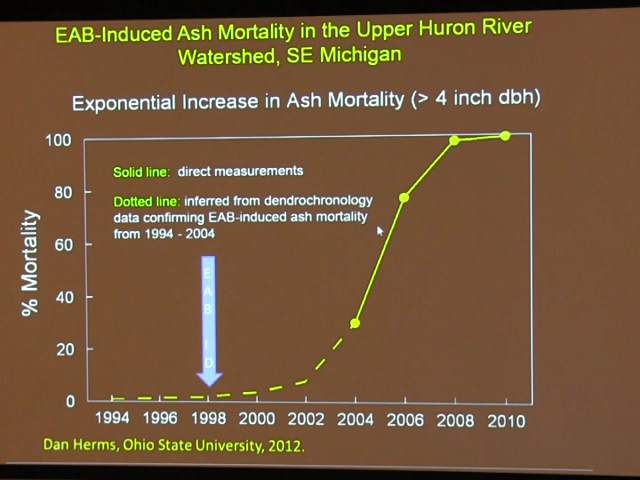 EAB-Induced Ash Mortality in the Upper Huron River
Watershed, SE Michigan
Exponential Increase in Ash Mortality (> 4 inch dbh)
100
80
60
40
20
0
% Mortality
Solid line: direct measurements
Dotted line: inferred from dendrochronology
data confirming EAB-induced ash mortality
from 1994 - 2004
EAB ID
1994 1996 1998 2000 2002 2004 2006 2008 2010
Dan Herms, Ohio State University, 2012.